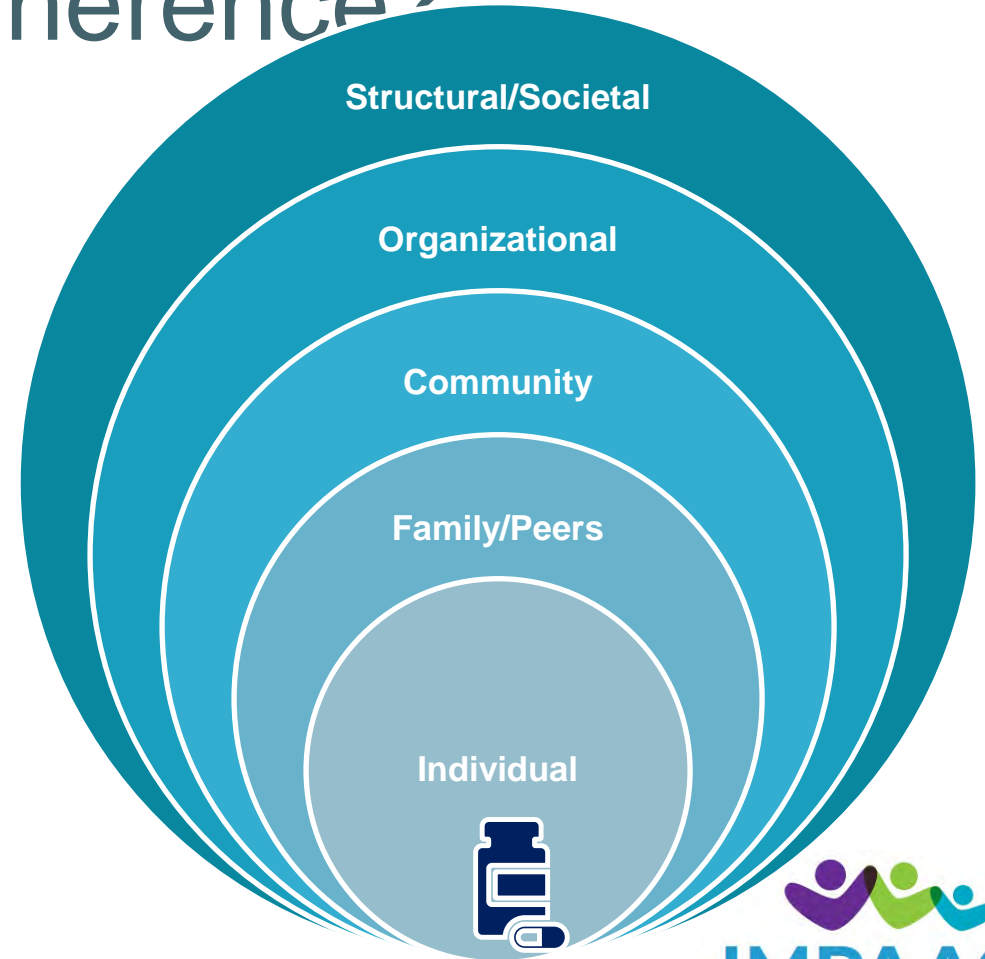 Structural/Societal
Organizational
Community
Family/Peers
Individual